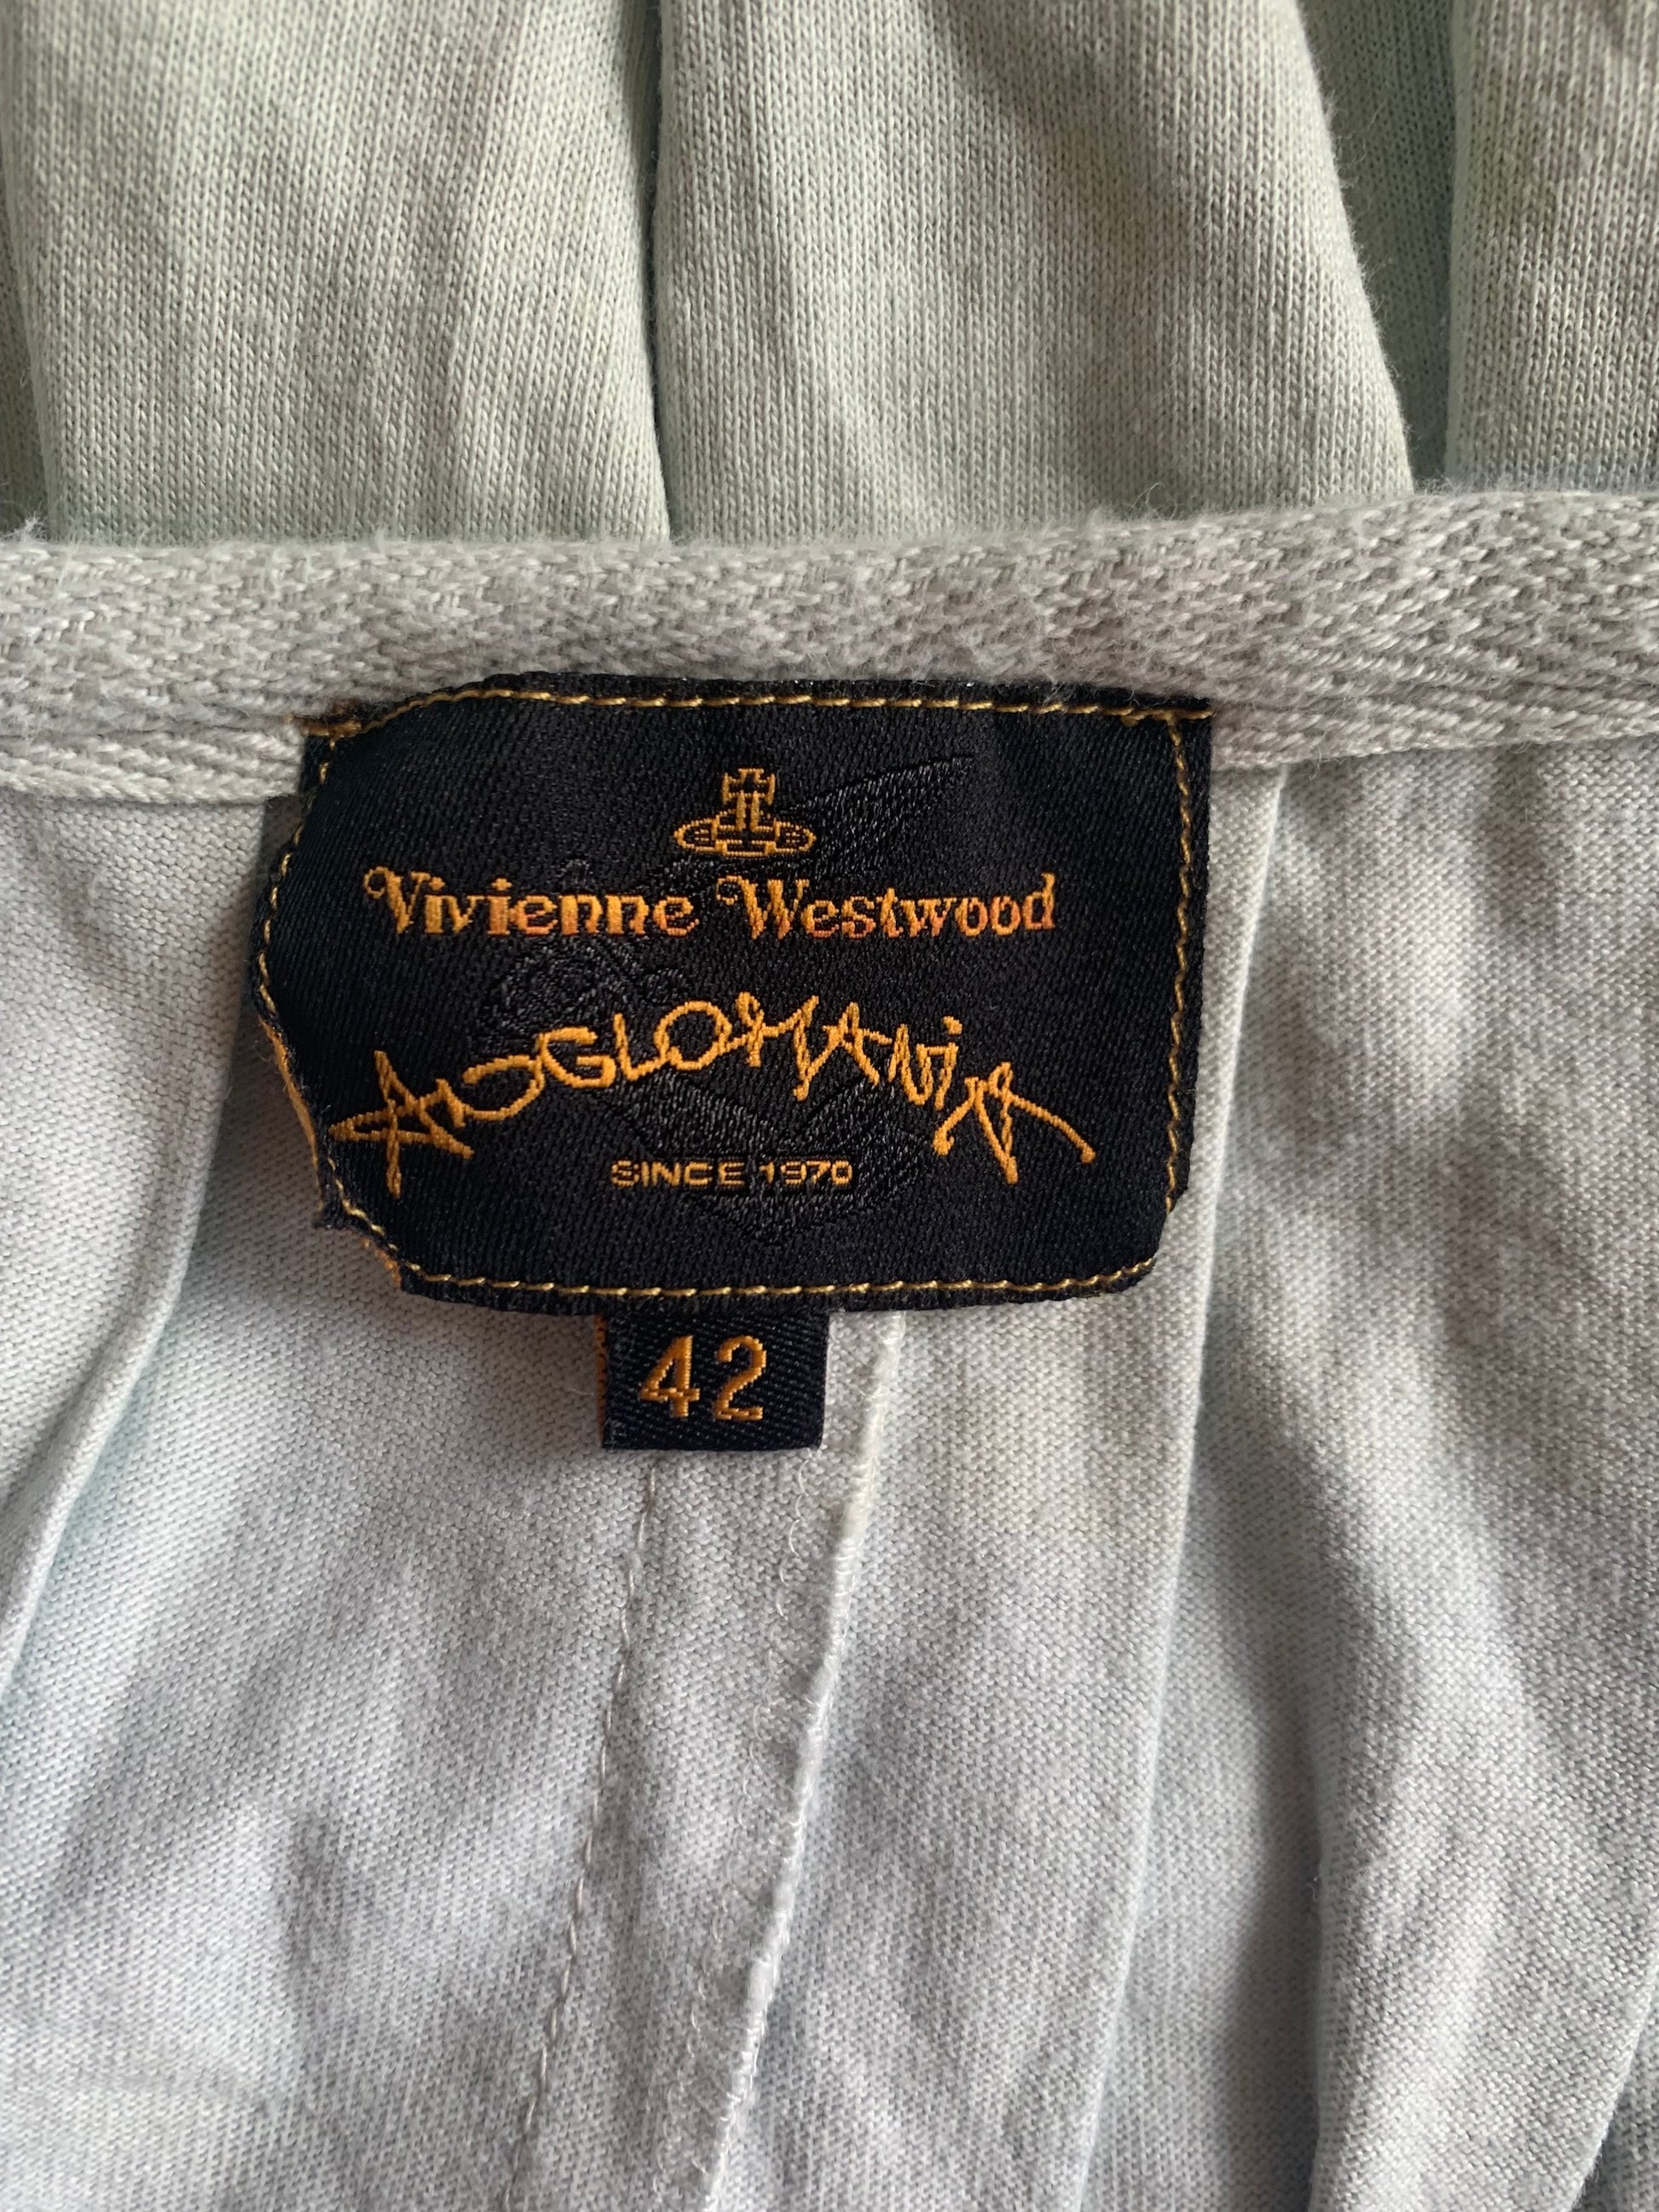 Vivienne Westwood
ANGLOMANiA
SINCE 1970
42